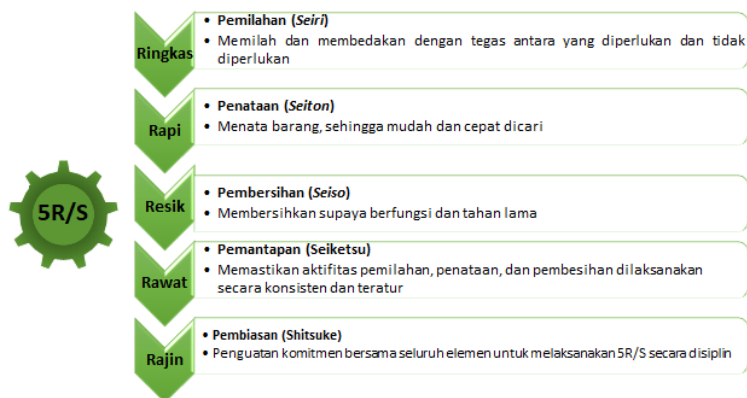 5R/S
Ringkas
• Pemilahan (Seiri)
• Memilah dan membedakan dengan tegas antara yang diperlukan dan tidak
diperlukan
Rapi
• Penataan (Seiton)
• Menata barang, sehingga mudah dan cepat dicari
Resik
• Pembersihan (Seiso)
• Membersihkan supaya berfungsi dan tahan lama
Rawat
• Pemantapan (Seiketsu)
• Memastikan aktifitas pemilahan, penataan, dan pembesihan dilaksanakan
secara konsisten dan teratur
Rajin
• Pembiasan (Shitsuke)
• Penguatan komitmen bersama seluruh elemen untuk melaksanakan 5R/S secara disiplin